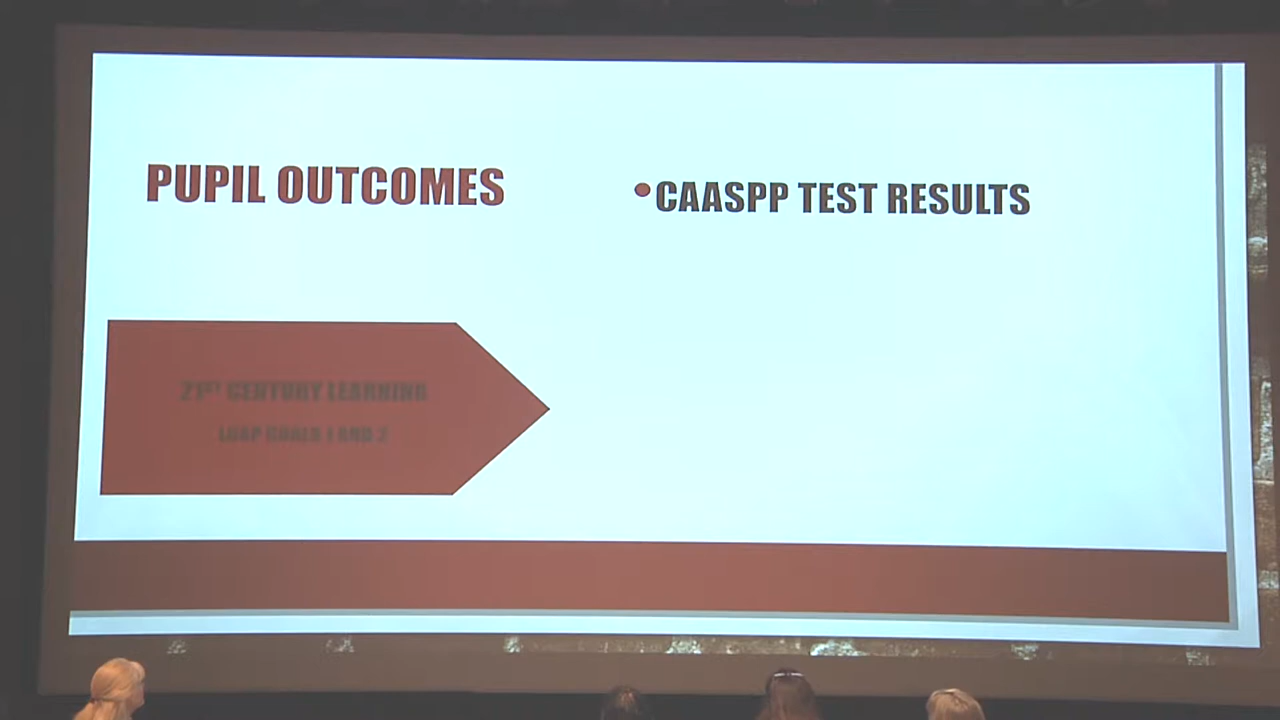 PUPIL OUTCOMES
•CAASPP TEST RESULTS
21ST CENTURY LEARNING
LCAP GOALS 1 AND 2